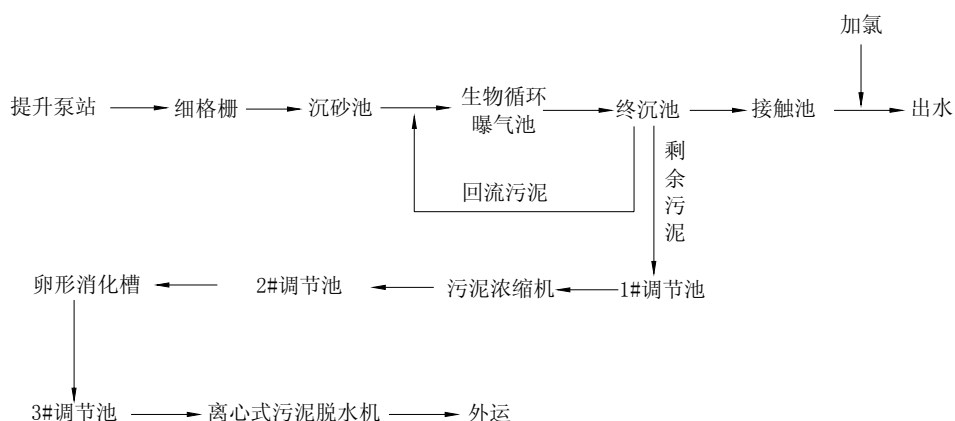 加氯
提升泵站
细格栅
沉砂池
生物循环
曝气池
终沉池
接触池
出水
剩余污泥
回流污泥
卵形消化槽
2#调节池
污泥浓缩机
1#调节池
3#调节池
离心式污泥脱水机
外运